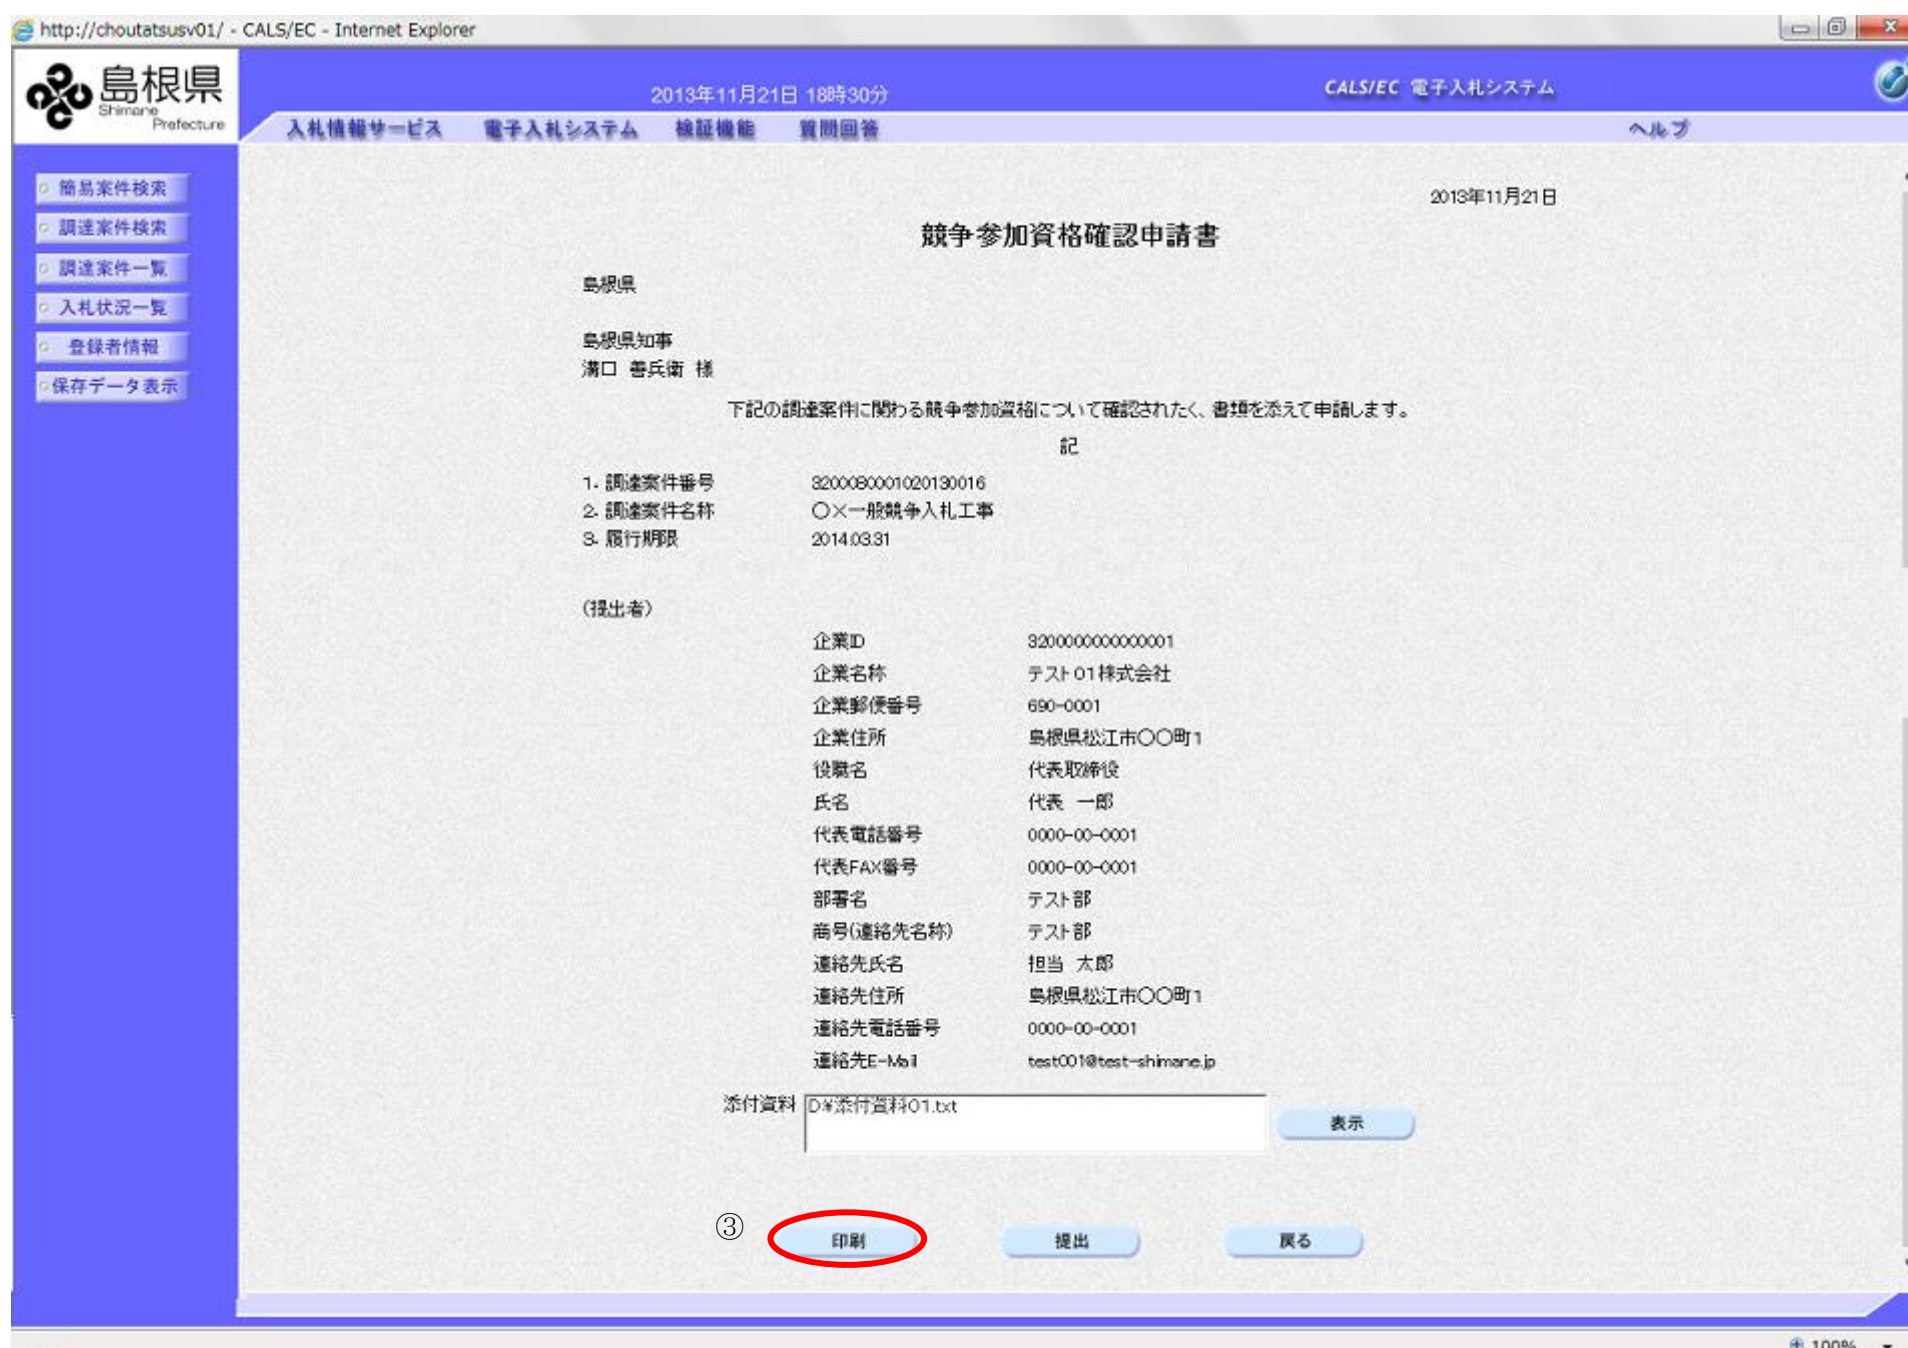 http://choutatsusv01/ - CALS/EC - Internet Explorer
島根県
Shimane
Prefecture
2013年11月21日 18時30分
CALS/EC 電子入札システム
入札情報サービス 電子入札システム 検証機能 質問回答 ヘルプ
簡易案件検索
調達案件検索
調達案件一覧
入札状況一覧
登録者情報
保存データ表示
2013年11月21日
競争参加資格確認申請書
島根県
島根県知事
溝口 善兵衛 様
下記の調達案件に関わる競争参加資格について確認されたく、書類を添えて申請します。
記
1. 調達案件番号 3200080001020130016
2. 調達案件名称 〇×一般競争入札工事
3. 履行期限 2014.03.31
(提出者)
企業ID 3200000000000001
企業名称 テスト01株式会社
企業郵便番号 690-0001
企業住所 島根県松江市〇〇町1
役職名 代表取締役
氏名 代表 一郎
代表電話番号 0000-00-0001
代表FAX番号 0000-00-0001
部署名 テスト部
商号(連絡先名称) テスト部
連絡先氏名 担当 太郎
連絡先住所 島根県松江市〇〇町1
連絡先電話番号 0000-00-0001
連絡先E-Mail test001@test-shimane.jp
添付資料 D:¥添付資料01.txt 表示
③ 印刷 提出 戻る
100%